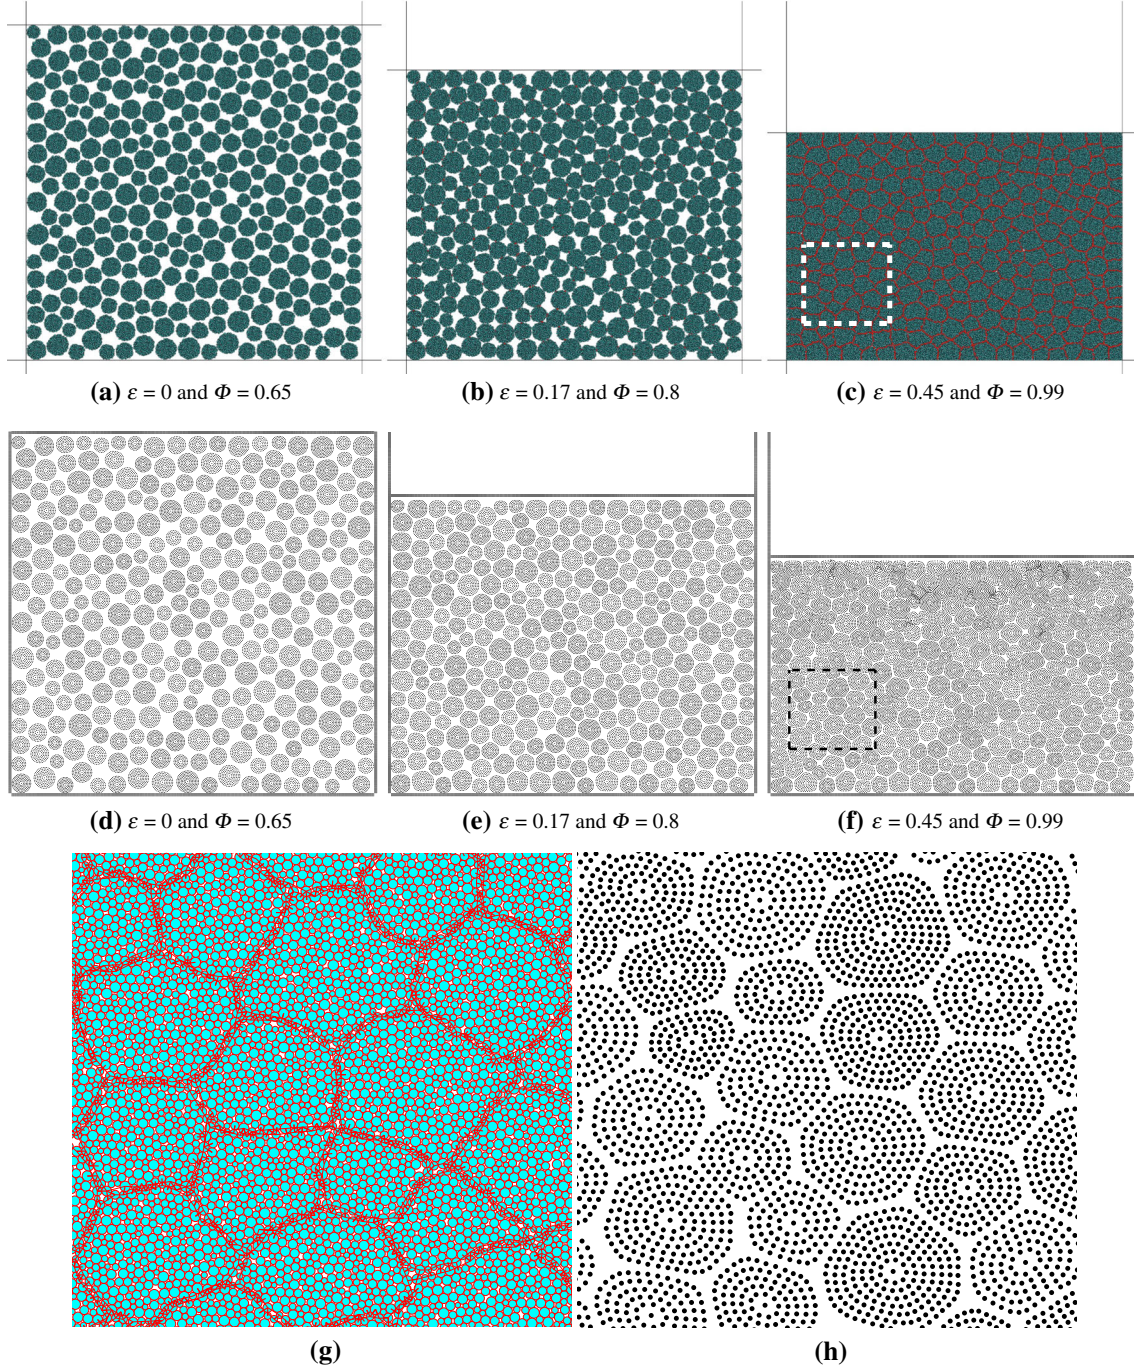 (a) ε = 0 and Φ = 0.65
(b) ε = 0.17 and Φ = 0.8
(c) ε = 0.45 and Φ = 0.99
(d) ε = 0 and Φ = 0.65
(e) ε = 0.17 and Φ = 0.8
(f) ε = 0.45 and Φ = 0.99
(g)
(h)